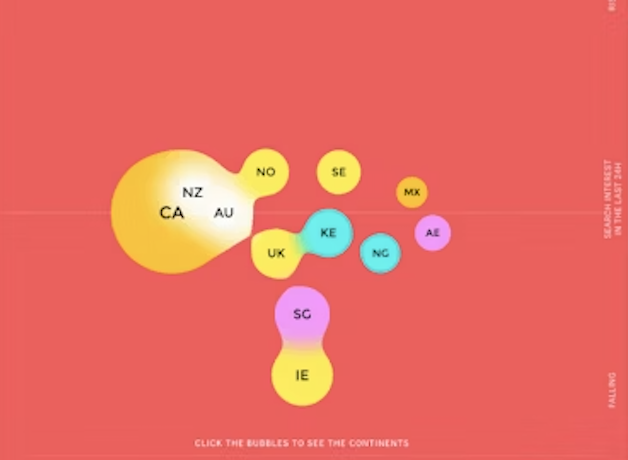 NO
SE
NZ
MX
CA
AU
KE
AE
UK
NG
SG
IE
SEARCH INTEREST
IN THE LAST 24H
FALLING
CLICK THE BUBBLES TO SEE THE CONTINENTS